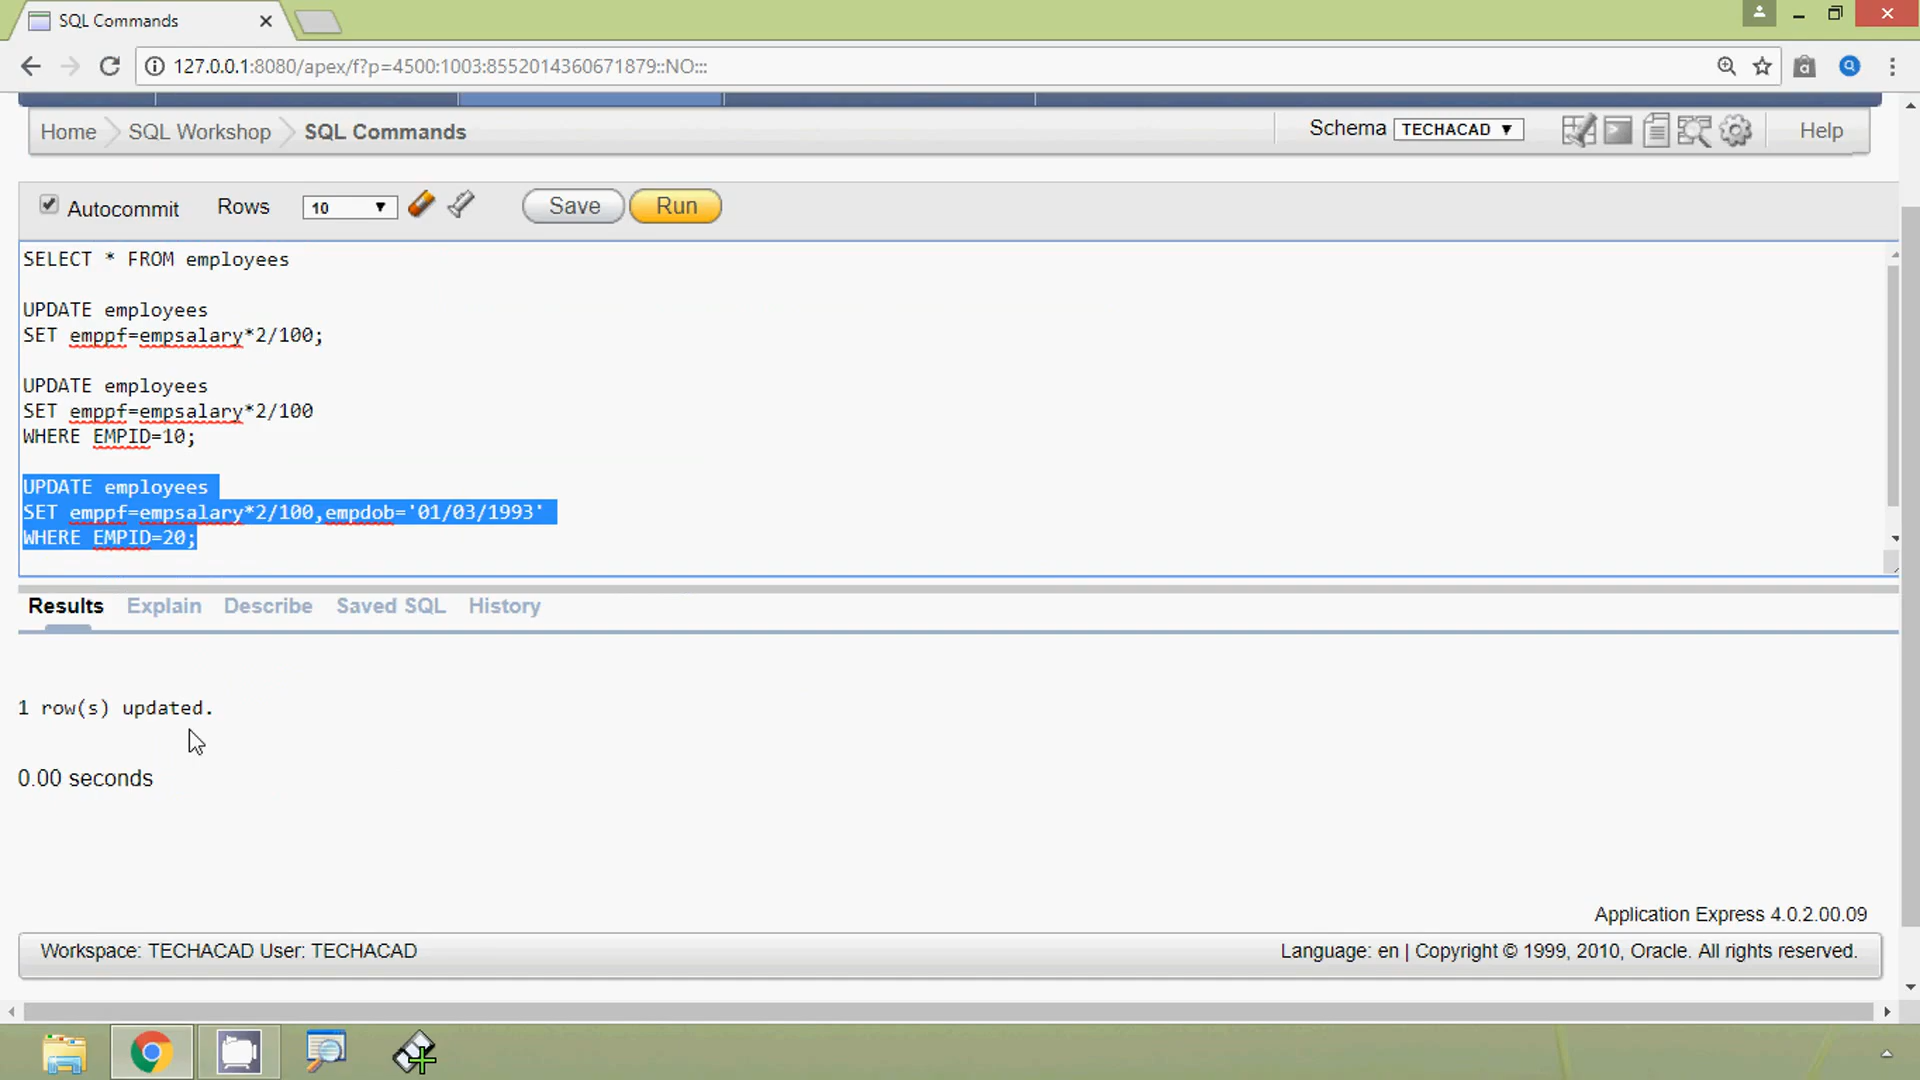 SQL Commands
127.0.0.1:8080/apex/f?p=4500:1003:8552014360671879::NO:::
Home SQL Workshop SQL Commands Schema TECHACAD Help
Autocommit Rows 10 Save Run
SELECT * FROM employees
UPDATE employees
SET emppf=empsalary*2/100;
UPDATE employees
SET emppf=empsalary*2/100
WHERE EMPID=10;
UPDATE employees
SET emppf=empsalary*2/100,empdob='01/03/1993'
WHERE EMPID=20;
Results Explain Describe Saved SQL History
1 row(s) updated.
0.00 seconds
Application Express 4.0.2.00.09
Workspace: TECHACAD User: TECHACAD
Language: en | Copyright © 1999, 2010, Oracle. All rights reserved.